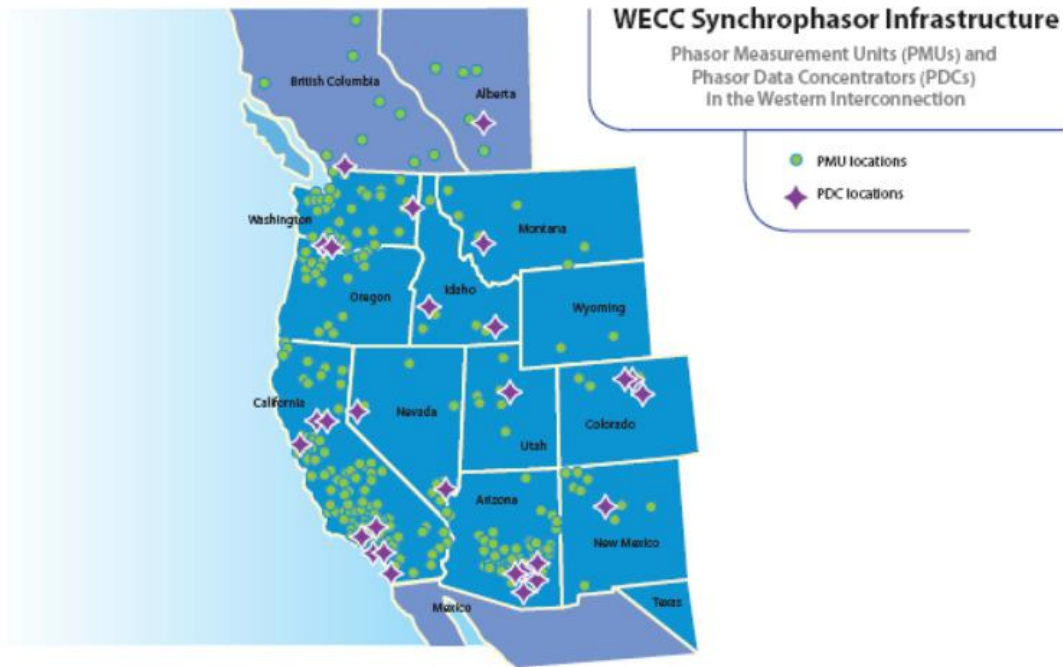 WECC Synchrophasor Infrastructure
Phasor Measurement Units (PMUs) and
Phasor Data Concentrators (PDCs)
in the Western Interconnection
PMU locations
PDC locations
British Columbia
Alberta
Washington
Montana
Oregon
Idaho
Wyoming
California
Nevada
Utah
Colorado
Arizona
New Mexico
Mexico
Texas